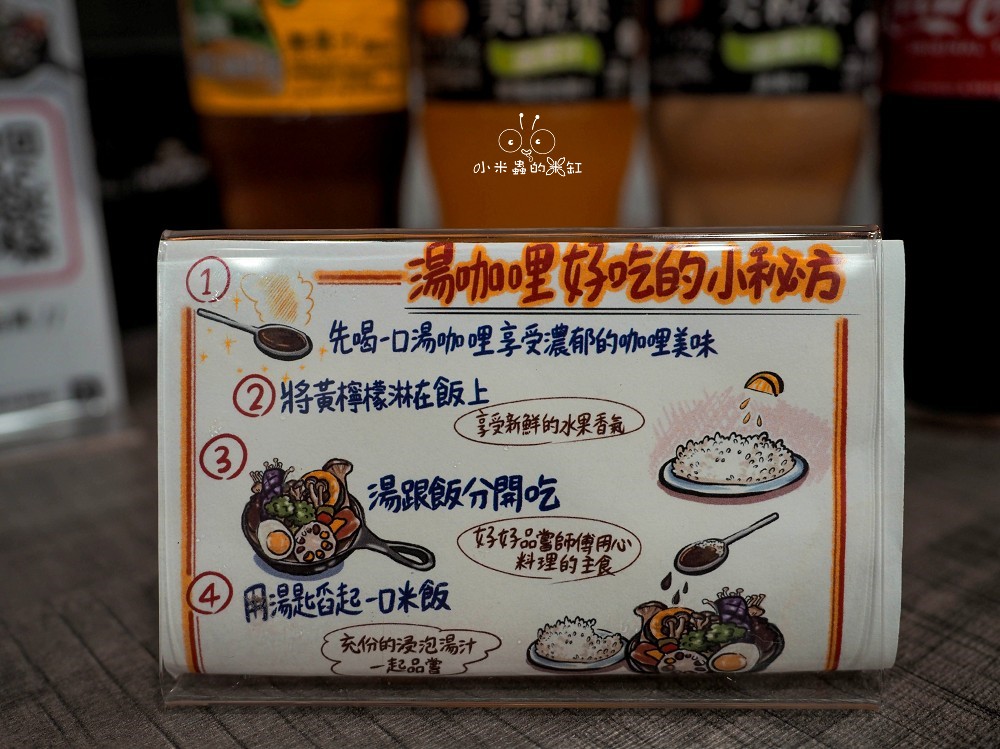 小米蟲的米缸
湯咖哩好吃的小秘方
1
先喝一口湯咖哩享受濃郁的咖哩美味
2 將黃檸檬淋在飯上
享受新鮮的水果香氣
3
湯跟飯分開吃
好好品嘗師傅用心
料理的主食
4 用湯匙舀起一口米飯
充份的浸泡湯汁
一起品嘗